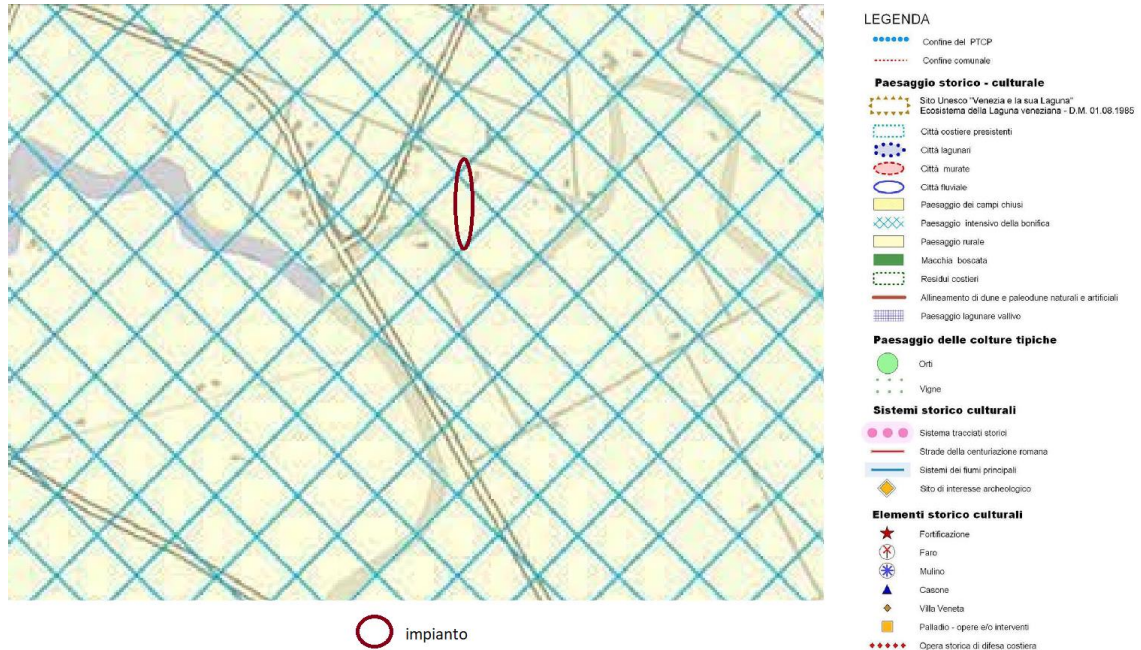 LEGENDA
Confine del PTCP
Confine comunale
Paesaggio storico - culturale
Sito Unesco "Venezia e la sua Laguna"
Ecosistema della Laguna veneziana - D.M. 01.08.1985
Città costiere presistenti
Città lagunari
Città murate
Città fluviale
Paesaggio dei campi chiusi
Paesaggio intensivo della bonifica
Paesaggio rurale
Macchia boscata
Residui costieri
Allineamento di dune e paleodune naturali e artificiali
Paesaggio lagunare vallivo
Paesaggio delle colture tipiche
Orti
Vigne
Sistemi storico culturali
Sistema tracciati storici
Strade della centuriazione romana
Sistemi dei fiumi principali
Sito di interesse archeologico
Elementi storico culturali
Fortificazione
Faro
Mulino
Casone
Villa Veneta
Palladio - opere e/o interventi
Opera storica di difesa costiera
impianto